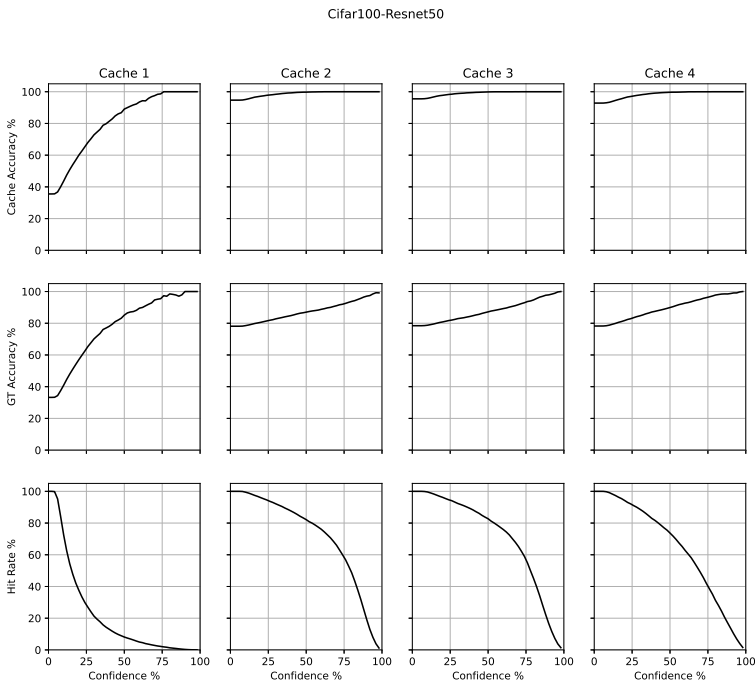 Cifar100-Resnet50
Cache 1 Cache 2 Cache 3 Cache 4
Cache Accuracy %
100
80
60
40
20
0
GT Accuracy %
100
80
60
40
20
0
Hit Rate %
100
80
60
40
20
0
0 25 50 75 100 0 25 50 75 100 0 25 50 75 100 0 25 50 75 100
Confidence % Confidence % Confidence % Confidence %